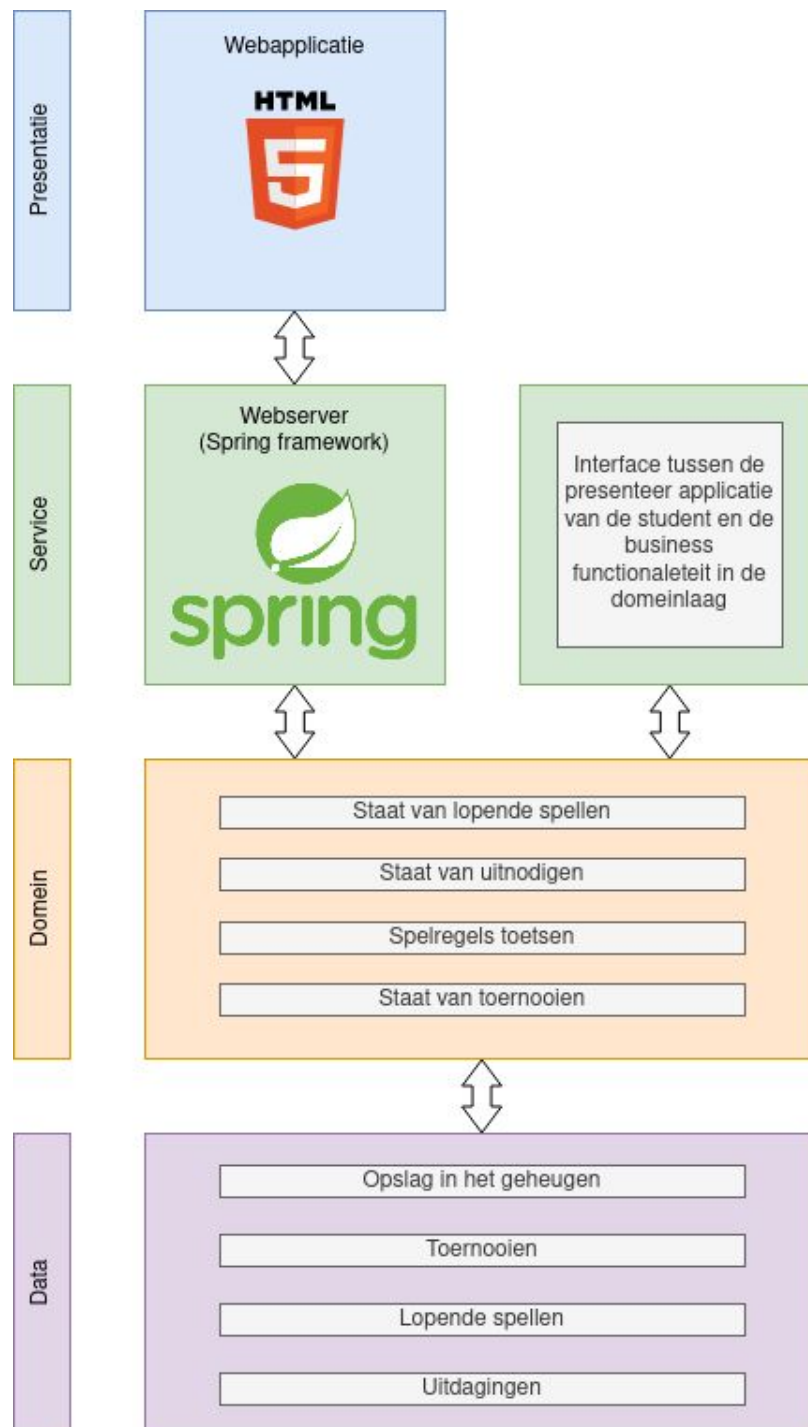 Presentatie
Webapplicatie
HTML
5
Service
Webserver
(Spring framework)
spring
Interface tussen de
presenteer applicatie
van de student en de
business
functionaleteit in de
domeinlaag
Domein
Staat van lopende spellen
Staat van uitnodigen
Spelregels toetsen
Staat van toernooien
Data
Opslag in het geheugen
Toernooien
Lopende spellen
Uitdagingen